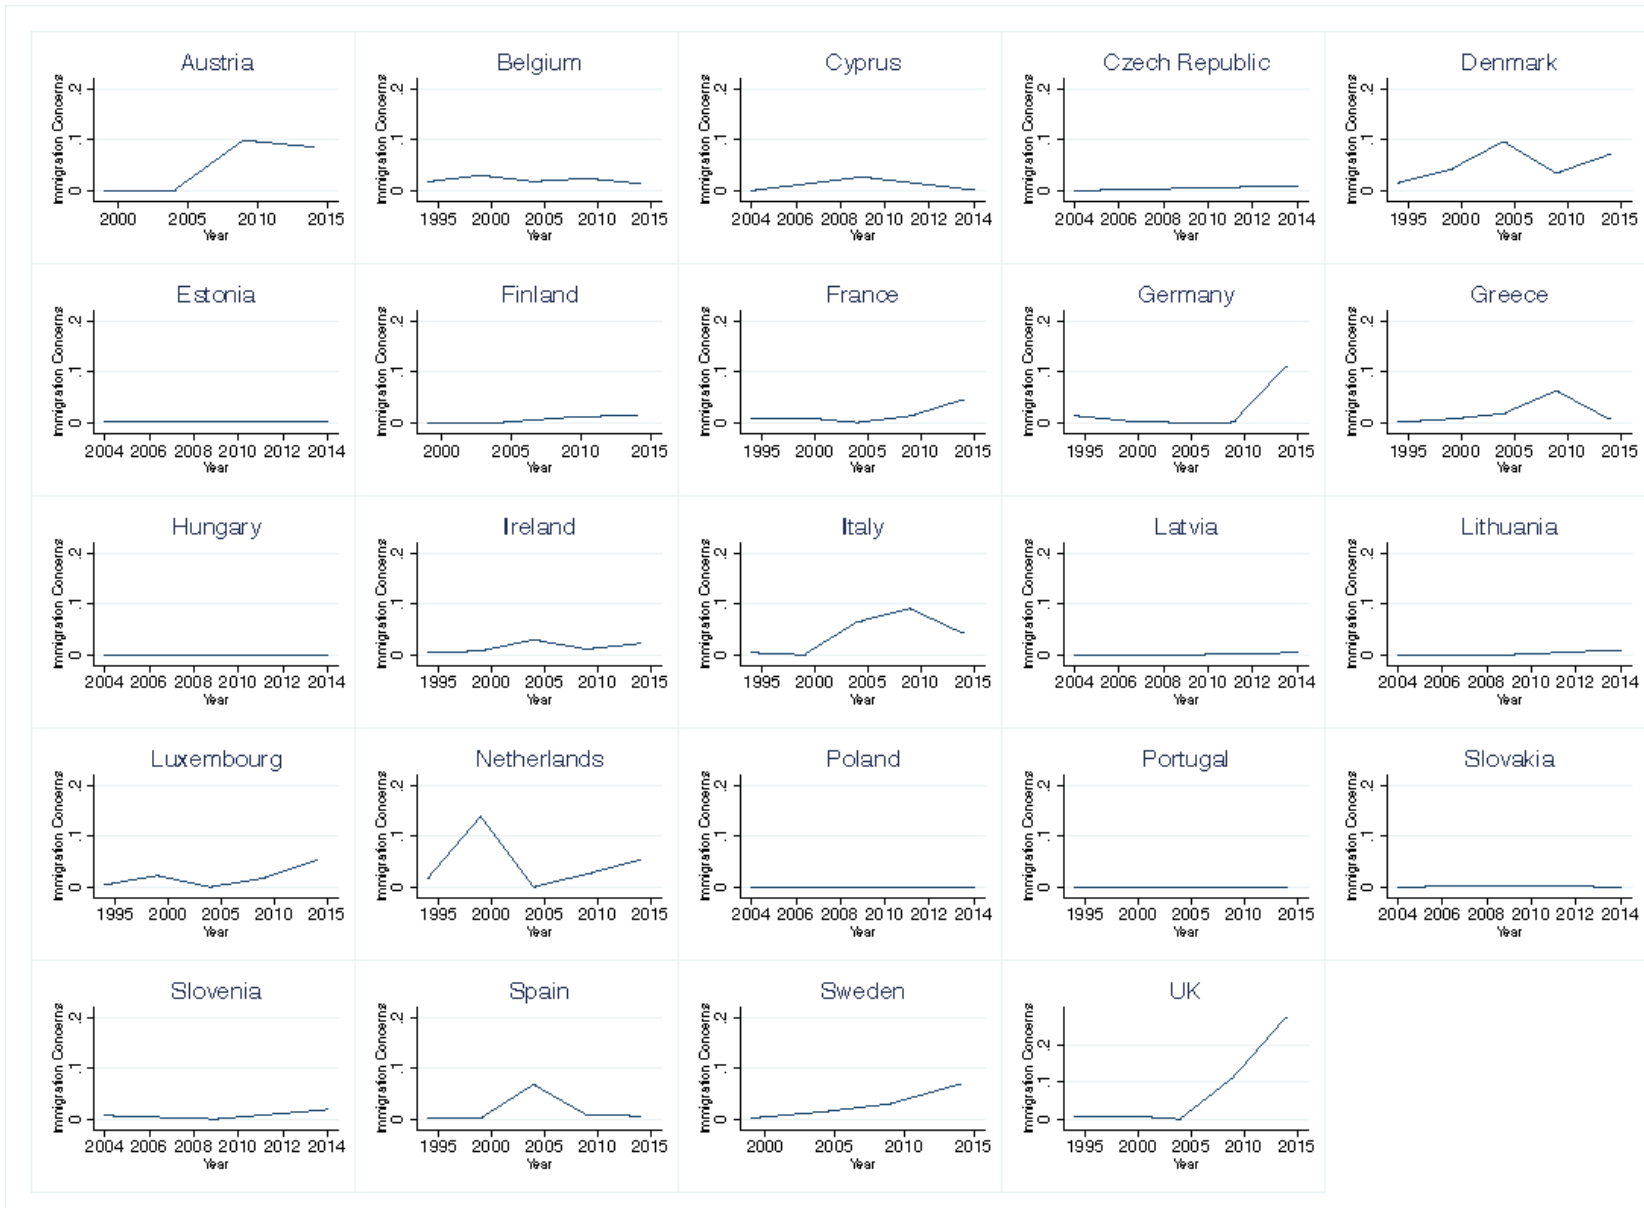 Austria Belgium Cyprus Czech Republic Denmark
Immigration Concerns Immigration Concerns Immigration Concerns Immigration Concerns Immigration Concerns
.2 .2 .2 .2 .2
.1 .1 .1 .1 .1
0 0 0 0 0
2000 2005 2010 2015 1995 2000 2005 2010 2015 2004 2006 2008 2010 2012 2014 2004 2006 2008 2010 2012 2014 1995 2000 2005 2010 2015
Year Year Year Year Year
Estonia Finland France Germany Greece
Immigration Concerns Immigration Concerns Immigration Concerns Immigration Concerns Immigration Concerns
.2 .2 .2 .2 .2
.1 .1 .1 .1 .1
0 0 0 0 0
2004 2006 2008 2010 2012 2014 2000 2005 2010 2015 1995 2000 2005 2010 2015 1995 2000 2005 2010 2015 1995 2000 2005 2010 2015
Year Year Year Year Year
Hungary Ireland Italy Latvia Lithuania
Immigration Concerns Immigration Concerns Immigration Concerns Immigration Concerns Immigration Concerns
.2 .2 .2 .2 .2
.1 .1 .1 .1 .1
0 0 0 0 0
2004 2006 2008 2010 2012 2014 1995 2000 2005 2010 2015 1995 2000 2005 2010 2015 2004 2006 2008 2010 2012 2014 2004 2006 2008 2010 2012 2014
Year Year Year Year Year
Luxembourg Netherlands Poland Portugal Slovakia
Immigration Concerns Immigration Concerns Immigration Concerns Immigration Concerns Immigration Concerns
.2 .2 .2 .2 .2
.1 .1 .1 .1 .1
0 0 0 0 0
1995 2000 2005 2010 2015 1995 2000 2005 2010 2015 2004 2006 2008 2010 2012 2014 1995 2000 2005 2010 2015 2004 2006 2008 2010 2012 2014
Year Year Year Year Year
Slovenia Spain Sweden UK
Immigration Concerns Immigration Concerns Immigration Concerns Immigration Concerns
.2 .2 .2 .2
.1 .1 .1 .1
0 0 0 0
2004 2006 2008 2010 2012 2014 1995 2000 2005 2010 2015 2000 2005 2010 2015 1995 2000 2005 2010 2015
Year Year Year Year